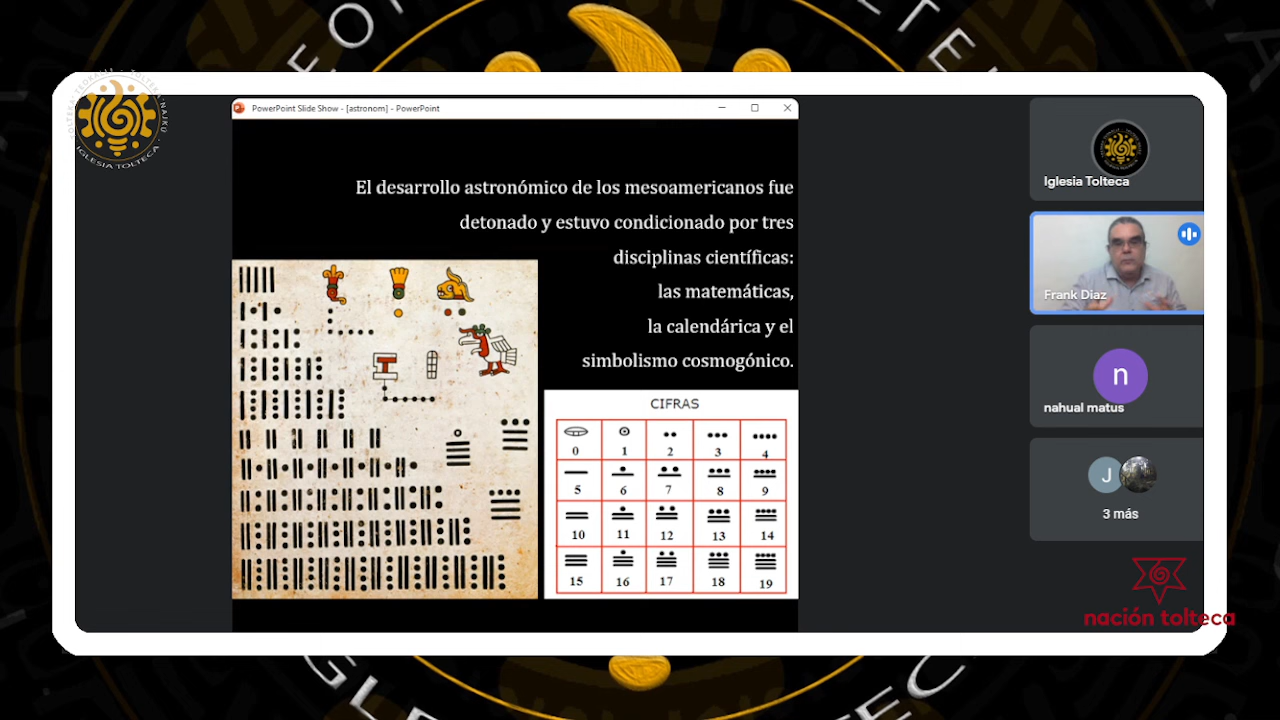 PowerPoint Slide Show - [astronom] - PowerPoint
El desarrollo astronómico de los mesoamericanos fue
detonado y estuvo condicionado por tres
disciplinas científicas:
las matemáticas,
la calendárica y el
simbolismo cosmogónico.
CIFRAS
0 1 2 3 4
5 6 7 8 9
10 11 12 13 14
15 16 17 18 19
IGLESIA TOLTECA
Iglesia Tolteca
Frank Diaz
n
nahual matus
J
3 más
nación tolteca